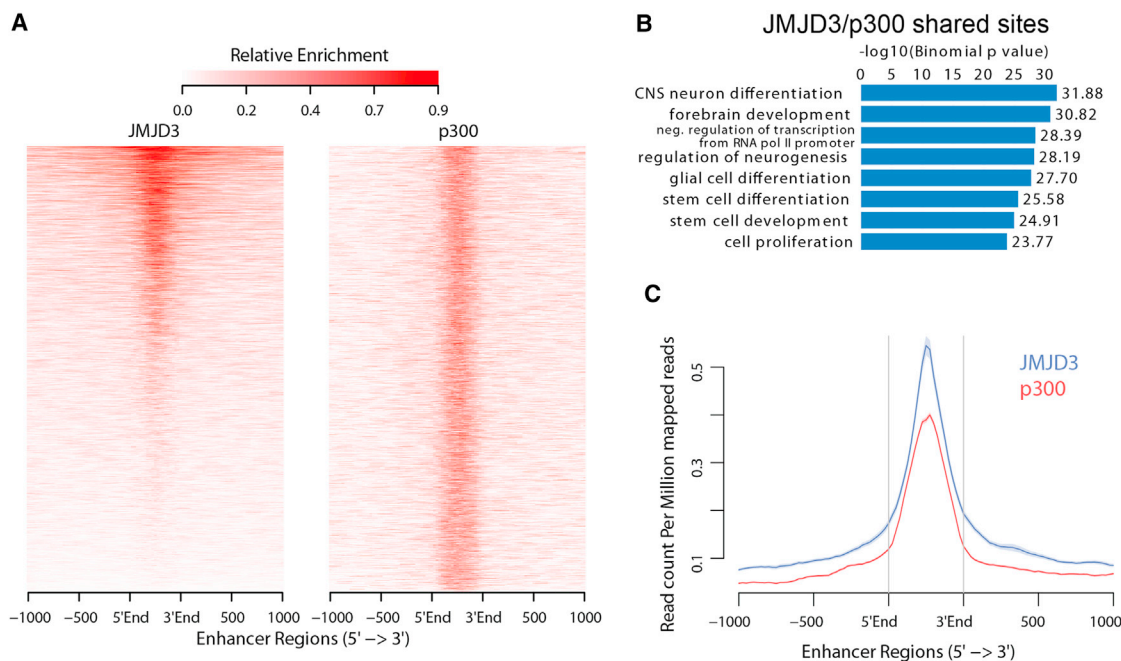 A
Relative Enrichment
0.0 0.2 0.4 0.7 0.9
JMJD3 p300
−1000 −500 5'End 3'End 500 1000
−1000 −500 5'End 3'End 500 1000
Enhancer Regions (5' −> 3')
B
JMJD3/p300 shared sites
-log10(Binomial p value)
0 5 10 15 20 25 30
CNS neuron differentiation 31.88
forebrain development 30.82
neg. regulation of transcription
from RNA pol II promoter 28.39
regulation of neurogenesis 28.19
glial cell differentiation 27.70
stem cell differentiation 25.58
stem cell development 24.91
cell proliferation 23.77
C
Read count Per Million mapped reads
0.5
0.3
0.1
JMJD3
p300
-1000 -500 5'End 3'End 500 1000
Enhancer Regions (5' −> 3')